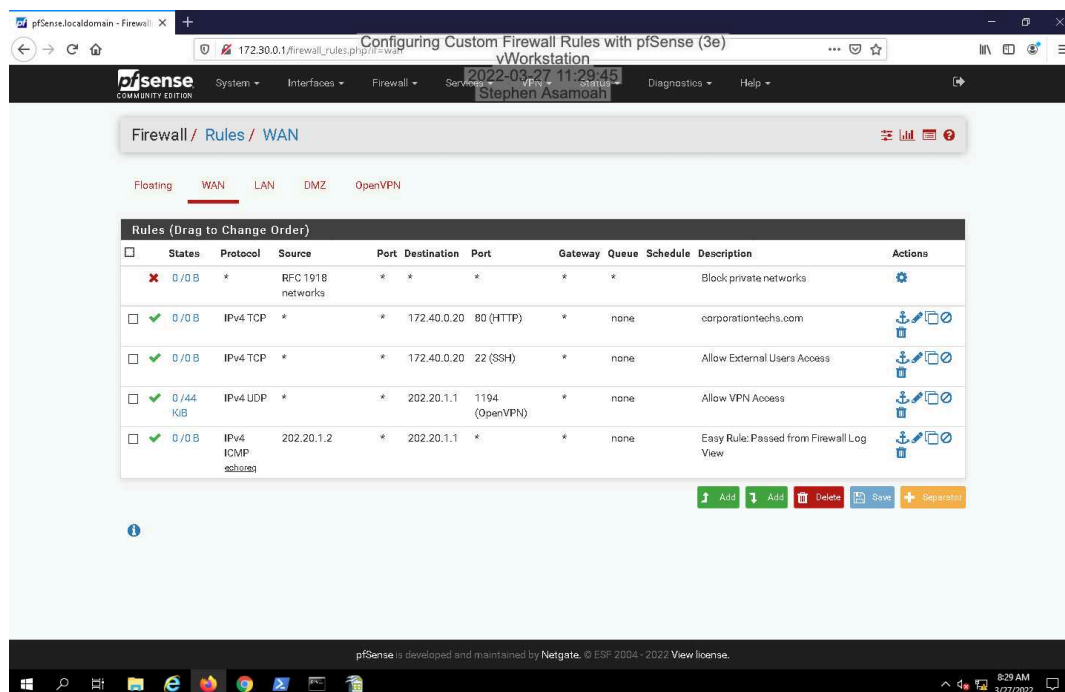 pfSense.localdomain - Firewall:
172.30.0.1/firewall_rules.php?if=wan
Configuring Custom Firewall Rules with pfSense (3e)
vWorkstation
2022-03-27 11:29:45
Stephen Asamoah
pfsense
COMMUNITY EDITION
System
Interfaces
Firewall
Services
VPN
Status
Diagnostics
Help
Firewall / Rules / WAN
Floating WAN LAN DMZ OpenVPN
Rules (Drag to Change Order)
States Protocol Source Port Destination Port Gateway Queue Schedule Description Actions
0/0 B * RFC 1918 networks * * * * * Block private networks
0/0 B IPv4 TCP * * 172.40.0.20 80 (HTTP) * none corporationtechs.com
0/0 B IPv4 TCP * * 172.40.0.20 22 (SSH) * none Allow External Users Access
0/44 KiB IPv4 UDP * * 202.20.1.1 1194 (OpenVPN) * none Allow VPN Access
0/0 B IPv4 ICMP echoreq 202.20.1.2 * 202.20.1.1 * * none Easy Rule: Passed from Firewall Log View
Add Add Delete Save Separator
pfSense is developed and maintained by Netgate. © ESF 2004 - 2022 View license.
8:29 AM
3/27/2022